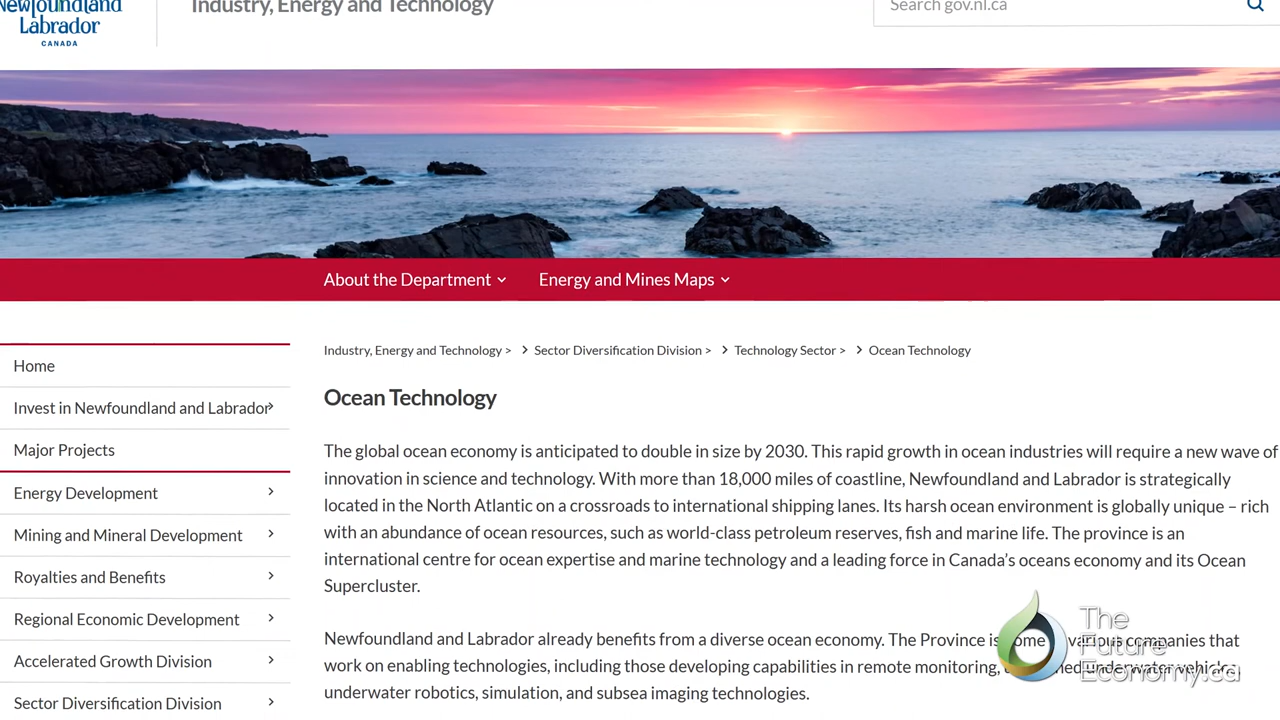 Newfoundland
Labrador
CANADA
Industry, Energy and Technology
Search gov.nl.ca
About the Department
Energy and Mines Maps
Home
Invest in Newfoundland and Labrador
Major Projects
Energy Development
Mining and Mineral Development
Royalties and Benefits
Regional Economic Development
Accelerated Growth Division
Sector Diversification Division
Industry, Energy and Technology > Sector Diversification Division > Technology Sector > Ocean Technology
Ocean Technology
The global ocean economy is anticipated to double in size by 2030. This rapid growth in ocean industries will require a new wave of
innovation in science and technology. With more than 18,000 miles of coastline, Newfoundland and Labrador is strategically
located in the North Atlantic on a crossroads to international shipping lanes. Its harsh ocean environment is globally unique – rich
with an abundance of ocean resources, such as world-class petroleum reserves, fish and marine life. The province is an
international centre for ocean expertise and marine technology and a leading force in Canada's oceans economy and its Ocean
Supercluster.
Newfoundland and Labrador already benefits from a diverse ocean economy. The Province is various companies that
work on enabling technologies, including those developing capabilities in remote monitoring, underwater vehicle,
underwater robotics, simulation, and subsea imaging technologies.
The
Future
Economy.ca